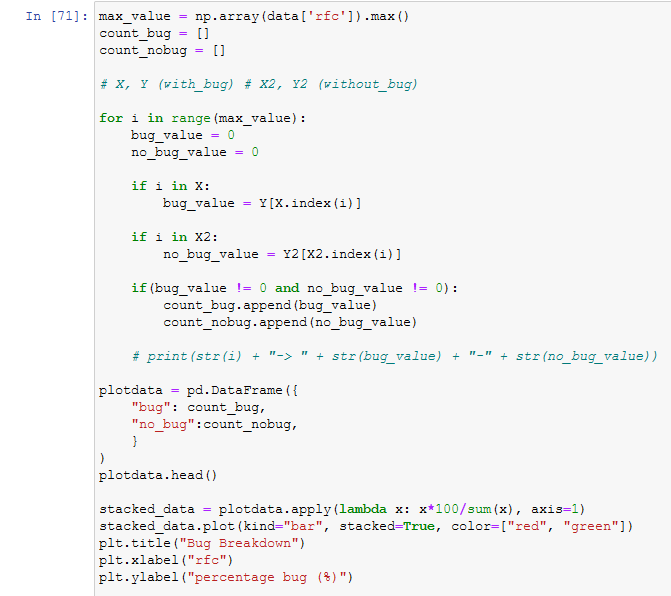 In [71]: max_value = np.array(data['rfc']).max()
count_bug = []
count_nobug = []
# X, Y (with_bug) # X2, Y2 (without_bug)
for i in range(max_value):
    bug_value = 0
    no_bug_value = 0
    if i in X:
        bug_value = Y[X.index(i)]
    if i in X2:
        no_bug_value = Y2[X2.index(i)]
    if(bug_value != 0 and no_bug_value != 0):
        count_bug.append(bug_value)
        count_nobug.append(no_bug_value)
    # print(str(i) + "-> " + str(bug_value) + "-" + str(no_bug_value))
plotdata = pd.DataFrame({
    "bug": count_bug,
    "no_bug":count_nobug,
    }
)
plotdata.head()
stacked_data = plotdata.apply(lambda x: x*100/sum(x), axis=1)
stacked_data.plot(kind="bar", stacked=True, color=["red", "green"])
plt.title("Bug Breakdown")
plt.xlabel("rfc")
plt.ylabel("percentage bug (%)")